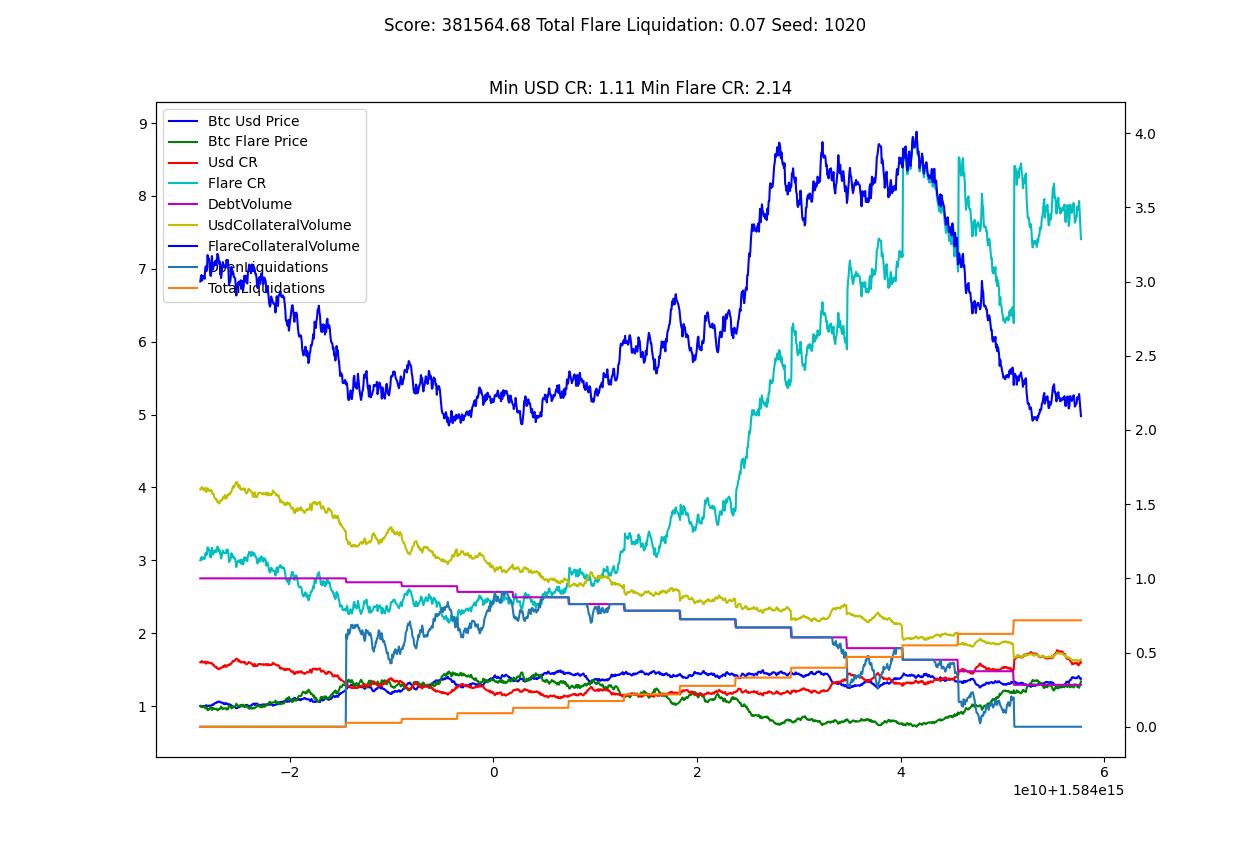 Score: 381564.68 Total Flare Liquidation: 0.07 Seed: 1020
Min USD CR: 1.11 Min Flare CR: 2.14
Btc Usd Price
Btc Flare Price
Usd CR
Flare CR
DebtVolume
UsdCollateralVolume
FlareCollateralVolume
OpenLiquidations
TotalLiquidations
9
8
7
6
5
4
3
2
1
4.0
3.5
3.0
2.5
2.0
1.5
1.0
0.5
0.0
−2
0
2
4
6
1e10+1.584e15